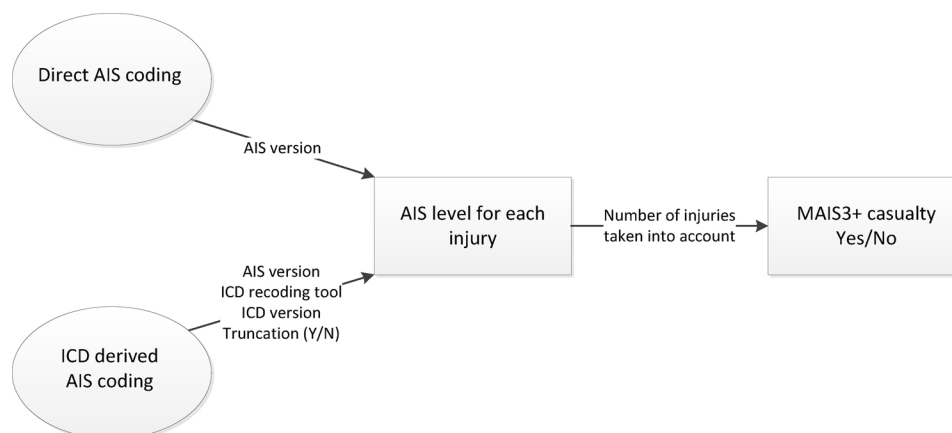 Direct AIS coding
AIS version
AIS level for each
injury
Number of injuries
taken into account
MAIS3+ casualty
Yes/No
AIS version
ICD recoding tool
ICD version
Truncation (Y/N)
ICD derived
AIS coding